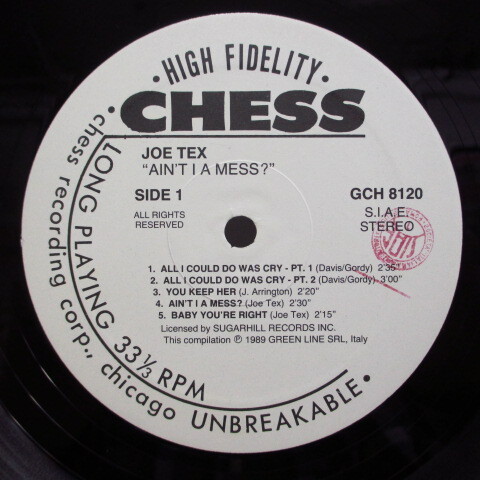 ·HIGH FIDELITY·
CHESS
JOE TEX
"AIN'T I A MESS?"
SIDE 1
GCH 8120
ALL RIGHTS
RESERVED
S.I.A.E.
STEREO
1. ALL I COULD DO WAS CRY - PT. 1 (Davis/Gordy) 2'35"
2. ALL I COULD DO WAS CRY - PT. 2 (Davis/Gordy) 3'00"
3. YOU KEEP HER (J. Arrington) 2'20"
4. AIN'T I A MESS? (Joe Tex) 2'30"
5. BABY YOU'RE RIGHT (Joe Tex) 2'15"
Licensed by SUGARHILL RECORDS INC.
This compilation ℗ 1989 GREEN LINE SRL, Italy
LONG PLAYING 33 1/3 RPM
·chess recording corp., chicago UNBREAKABLE·